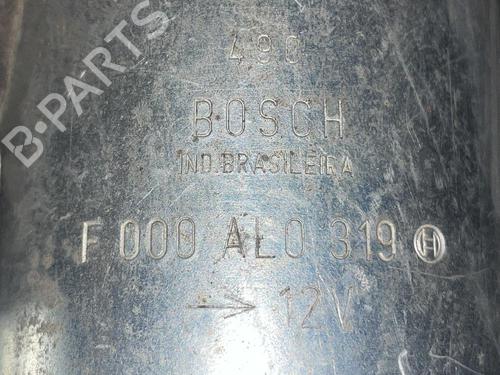 490
BOSCH
IND.BRASILEIRA
F 000 AL0 319 H
→ 12V
B-PARTS